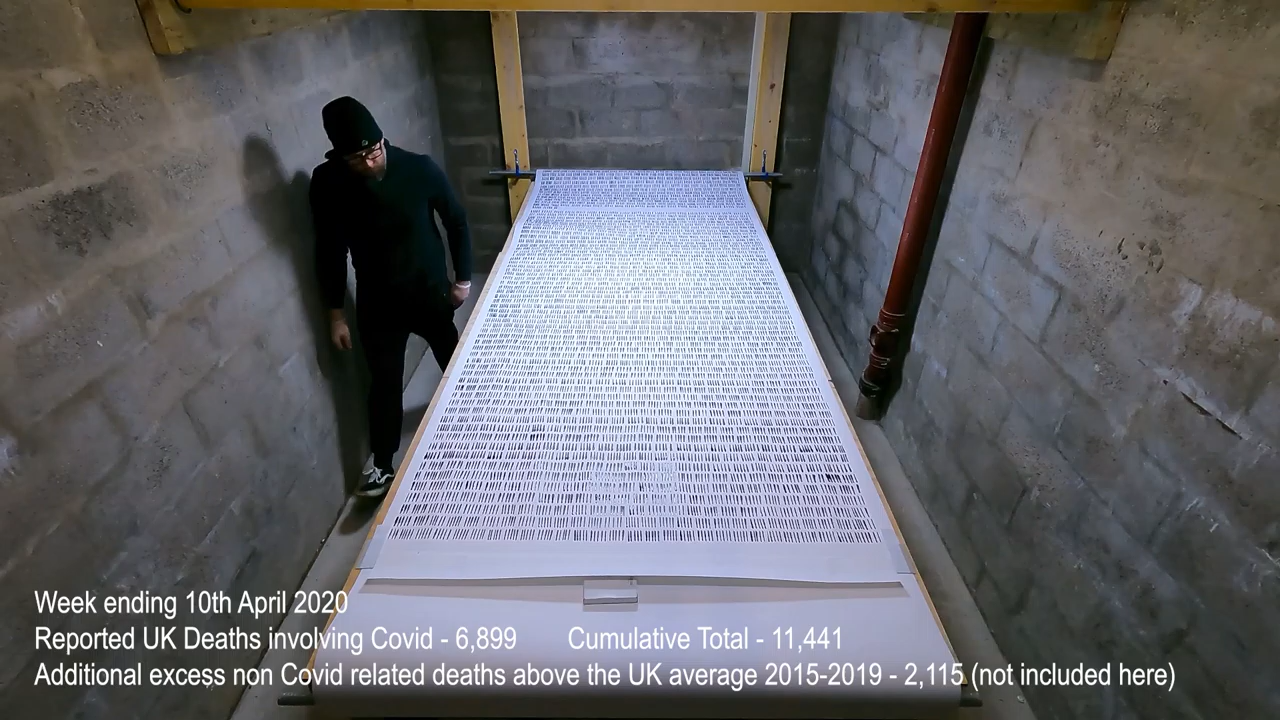 Week ending 10th April 2020
Reported UK Deaths involving Covid - 6,899 Cumulative Total - 11,441
Additional excess non Covid related deaths above the UK average 2015-2019 - 2,115 (not included here)